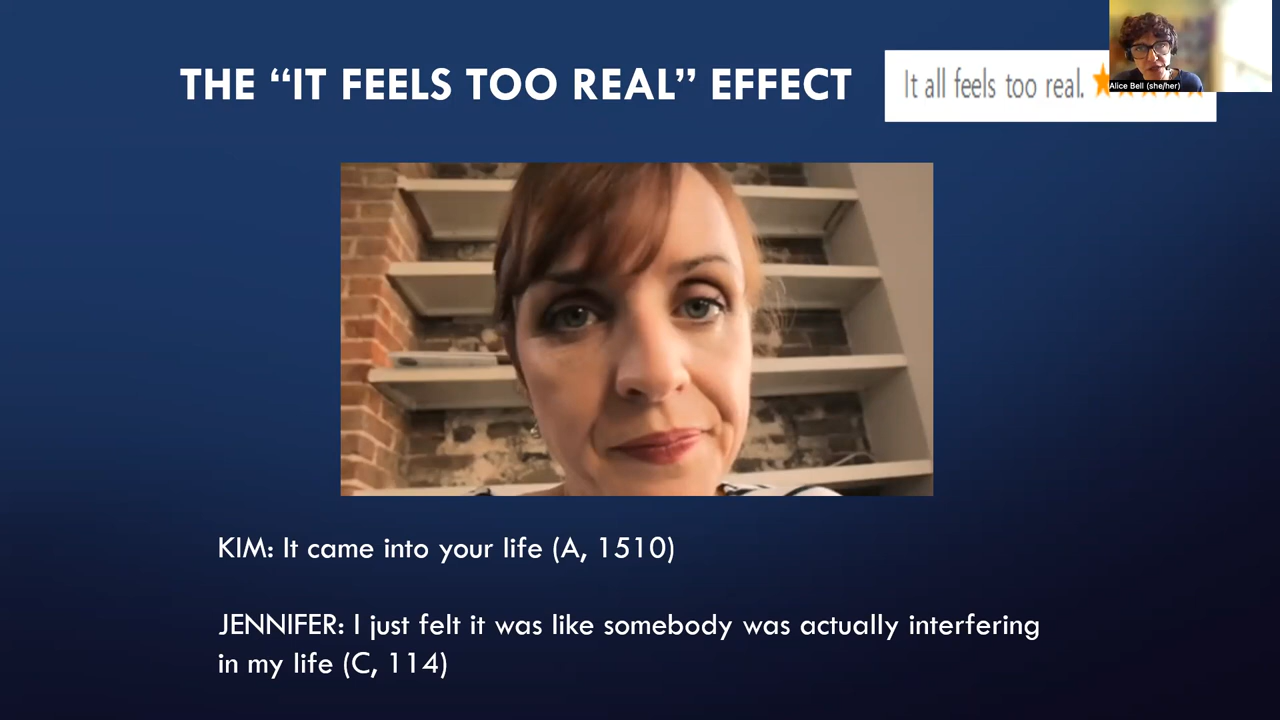 THE “IT FEELS TOO REAL” EFFECT
It all feels too real.
Alice Bell (she/her)
KIM: It came into your life (A, 1510)
JENNIFER: I just felt it was like somebody was actually interfering
in my life (C, 114)